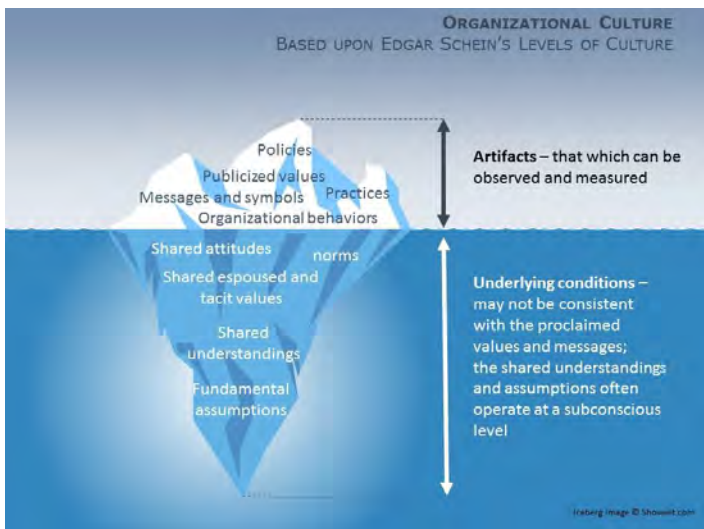 ORGANIZATIONAL CULTURE
BASED UPON EDGAR SCHEIN'S LEVELS OF CULTURE
Policies
Publicized values
Messages and symbols
Practices
Organizational behaviors
Artifacts – that which can be
observed and measured
Shared attitudes
norms
Shared espoused and
tacit values
Shared
understandings
Fundamental
assumptions
Underlying conditions –
may not be consistent
with the proclaimed
values and messages;
the shared understandings
and assumptions often
operate at a subconscious
level
Iceberg Image ©